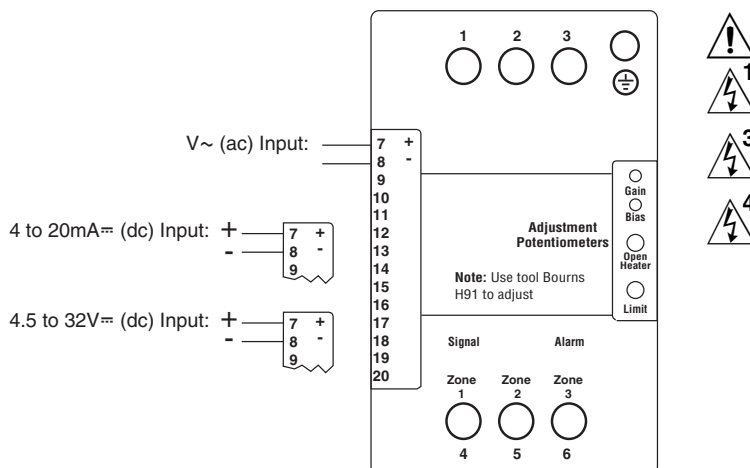 1 2 3
V~ (ac) Input:
7 +
8 -
9
10
11
12
13
14
15
16
17
18
19
20
4 to 20mA⎓ (dc) Input: +
-
7 +
8 -
9
4.5 to 32V⎓ (dc) Input: +
-
7 +
8 -
9
Gain
Bias
Open
Heater
Limit
Adjustment
Potentiometers
Note: Use tool Bourns
H91 to adjust
Signal Alarm
Zone Zone Zone
1 2 3
4 5 6
!
1
3
4